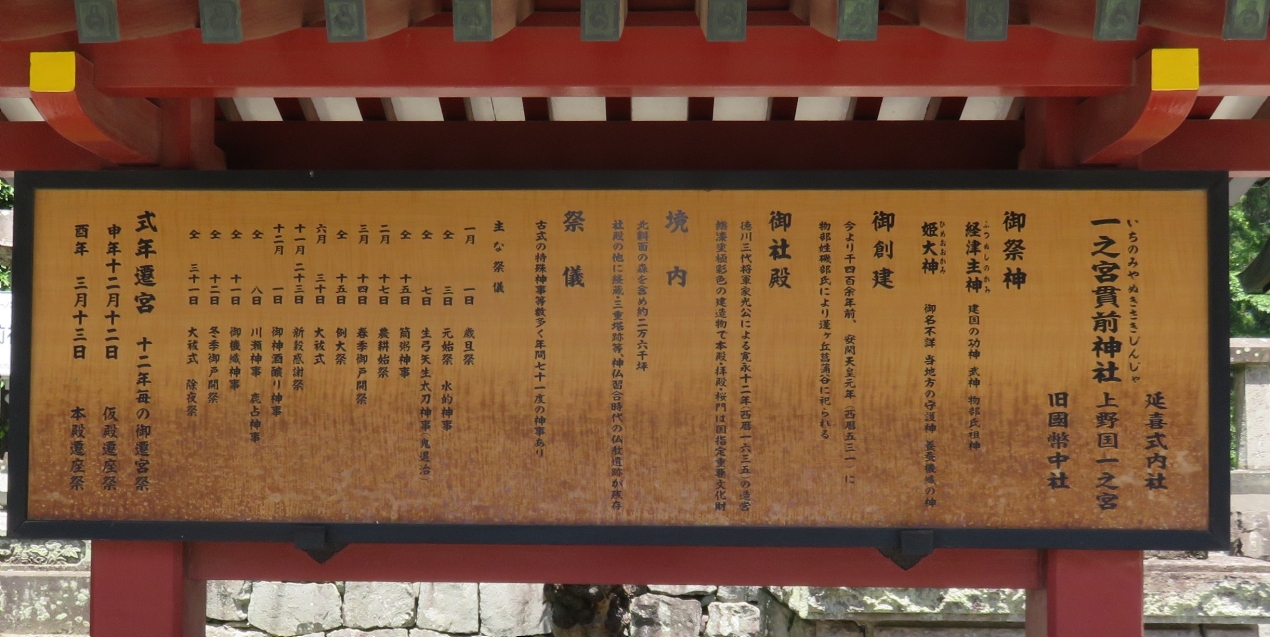 延喜式内社
いちのみやぬきさきじんじゃ
一之宮貫前神社 上野国一之宮
旧國幣中社
御祭神
ふつぬしのかみ
経津主神 建国の功神 武神 物部氏祖神
ひめおおかみ
姫大神 御名不詳 当地方の守護神 養蚕機織の神
御創建
今より千四百余年前、安閑天皇元年(西暦五三一)に
物部姓磯部氏により蓬ヶ丘菖蒲谷に祀られる
御社殿
徳川三代将軍家光公による寛永十二年(西暦一六三五)の造営
極彩色の建造物で本殿・拝殿・楼門は国指定重要文化財
境内
の森を含め約二万六千坪
社殿の他に経蔵・三重塔跡等、神仏習合時代の仏教遺跡が残存
祭儀
古式の特殊神事等数多く年間七十一度の神事あり
主な祭儀
一月 一日 歳旦祭
仝 三日 元始祭 水的神事
仝 七日 生弓矢生太刀神事(鬼退治)
仝 十五日 筒粥神事
二月 十七日 農耕始祭
三月 十四日 春季御戸開祭
仝 十五日 例大祭
六月 三十日 大祓式
十一月 二十三日 新穀感謝祭
十二月 一日 御神酒醸り神事
仝 八日 川瀬神事 鹿占神事
仝 十一日 御機織神事
仝 十二日 冬季御戸開祭
仝 三十一日 大祓式 除夜祭
式年遷宮 十二年毎の御遷宮祭
申年十二月十二日 仮殿遷座祭
酉年 三月十三日 本殿遷座祭